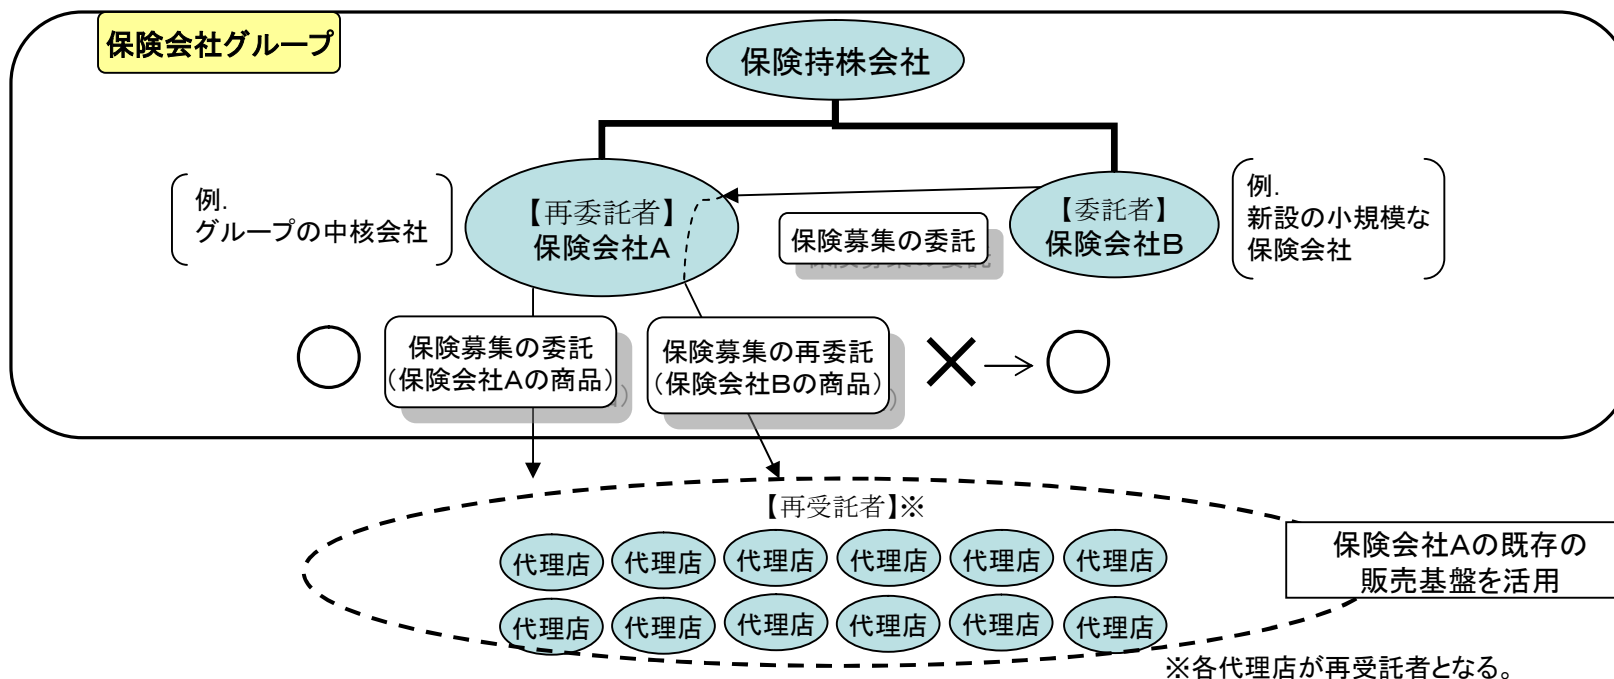 保険会社グループ
保険持株会社
例.
グループの中核会社
【再委託者】
保険会社A
保険募集の委託
【委託者】
保険会社B
例.
新設の小規模な
保険会社
保険募集の委託
(保険会社Aの商品)
保険募集の再委託
(保険会社Bの商品)
【再受託者】※
代理店 代理店 代理店 代理店 代理店 代理店
代理店 代理店 代理店 代理店 代理店 代理店
保険会社Aの既存の
販売基盤を活用
※各代理店が再受託者となる。